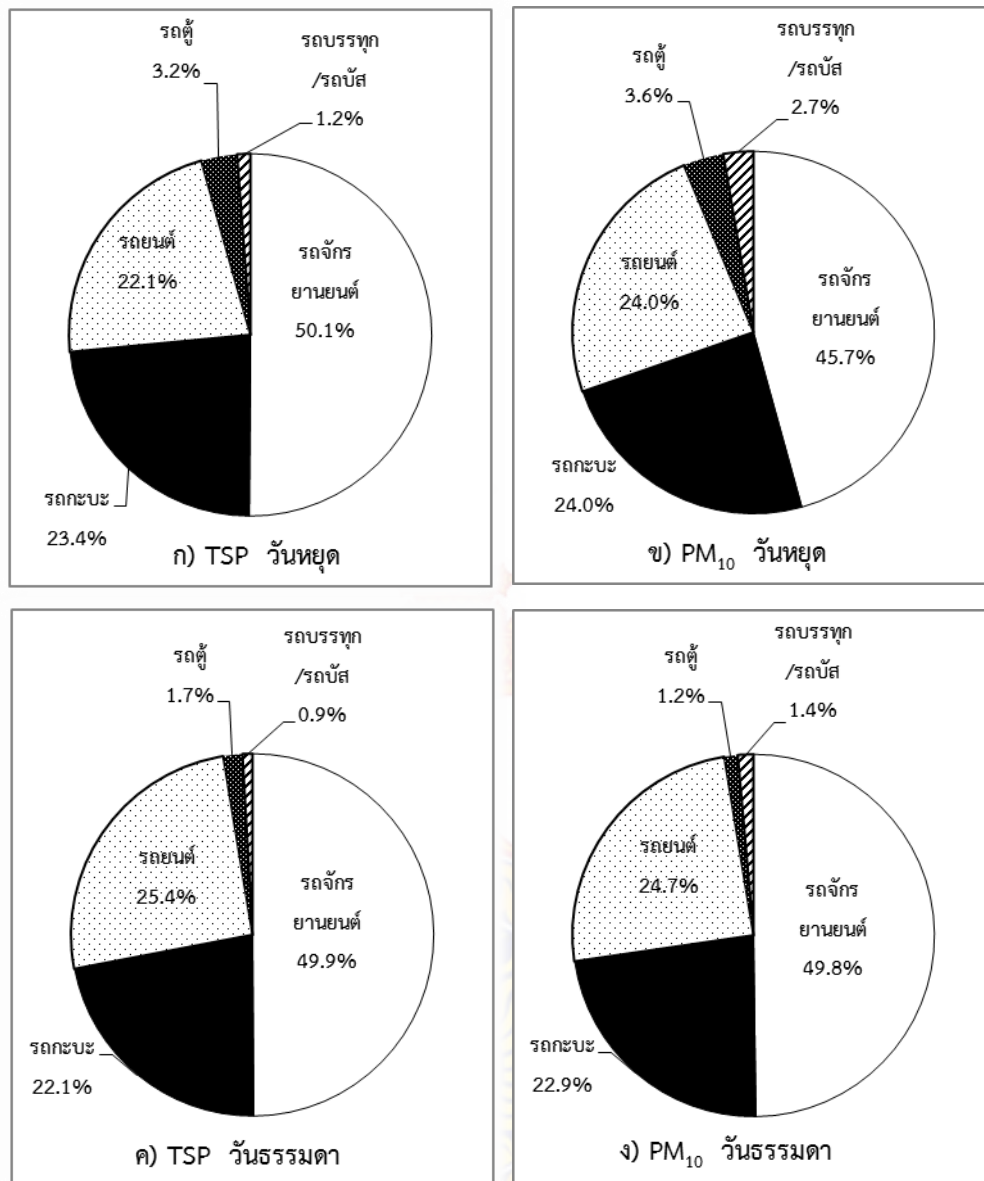 รถตู้
3.2%
รถบรรทุก
/รถบัส
1.2%
รถยนต์
22.1%
รถจักร
ยานยนต์
50.1%
รถกะบะ
23.4%
ก) TSP วันหยุด
รถตู้
3.6%
รถบรรทุก
/รถบัส
2.7%
รถยนต์
24.0%
รถจักร
ยานยนต์
45.7%
รถกะบะ
24.0%
ข) PM₁₀ วันหยุด
รถตู้
1.7%
รถบรรทุก
/รถบัส
0.9%
รถยนต์
25.4%
รถจักร
ยานยนต์
49.9%
รถกะบะ
22.1%
ค) TSP วันธรรมดา
รถตู้
1.2%
รถบรรทุก
/รถบัส
1.4%
รถยนต์
24.7%
รถจักร
ยานยนต์
49.8%
รถกะบะ
22.9%
ง) PM₁₀ วันธรรมดา